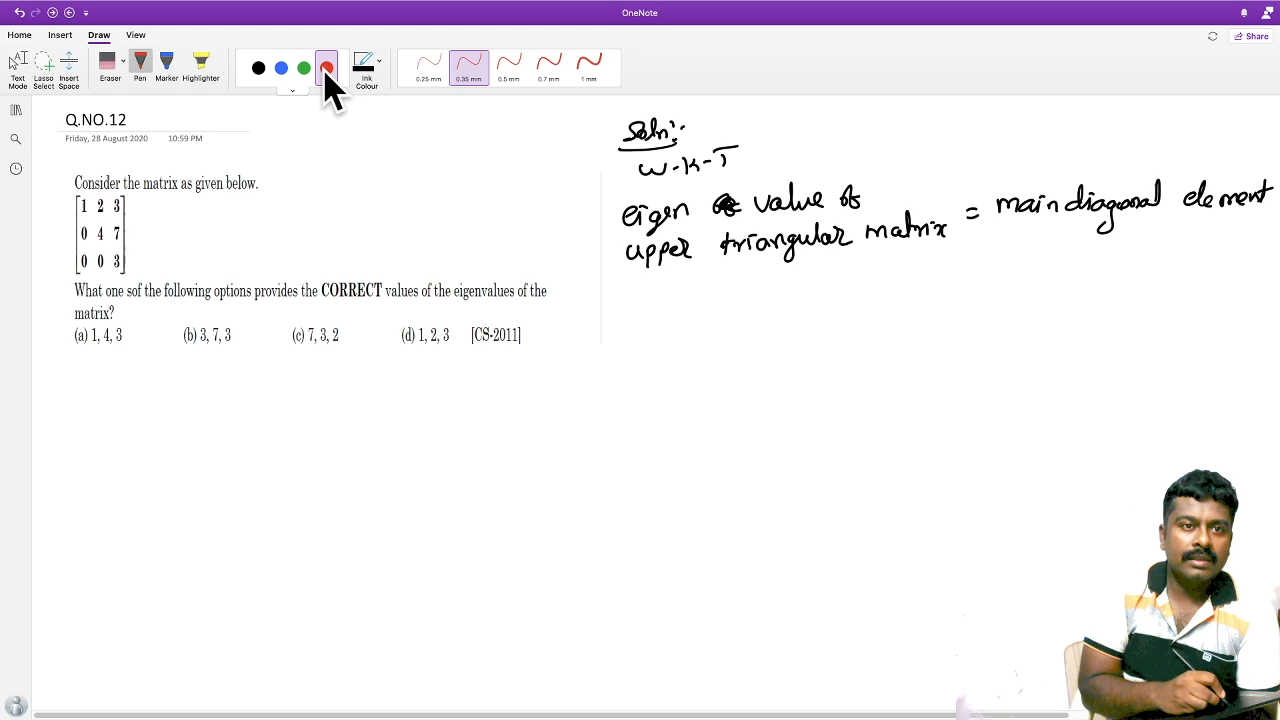 OneNote
Home Insert Draw View
Share
Text Mode
Lasso Select
Insert Space
Eraser
Pen
Marker
Highlighter
Ink Colour
0.25 mm 0.35 mm 0.5 mm 0.7 mm 1 mm
Q.NO.12
Friday, 28 August 2020 10:59 PM
Consider the matrix as given below.
1 2 3
0 4 7
0 0 3
What one sof the following options provides the CORRECT values of the eigenvalues of the
matrix?
(a) 1, 4, 3 (b) 3, 7, 3 (c) 7, 3, 2 (d) 1, 2, 3 [CS-2011]
Soln:-
W-K-T
eigen value of
upper triangular matrix = main diagonal element